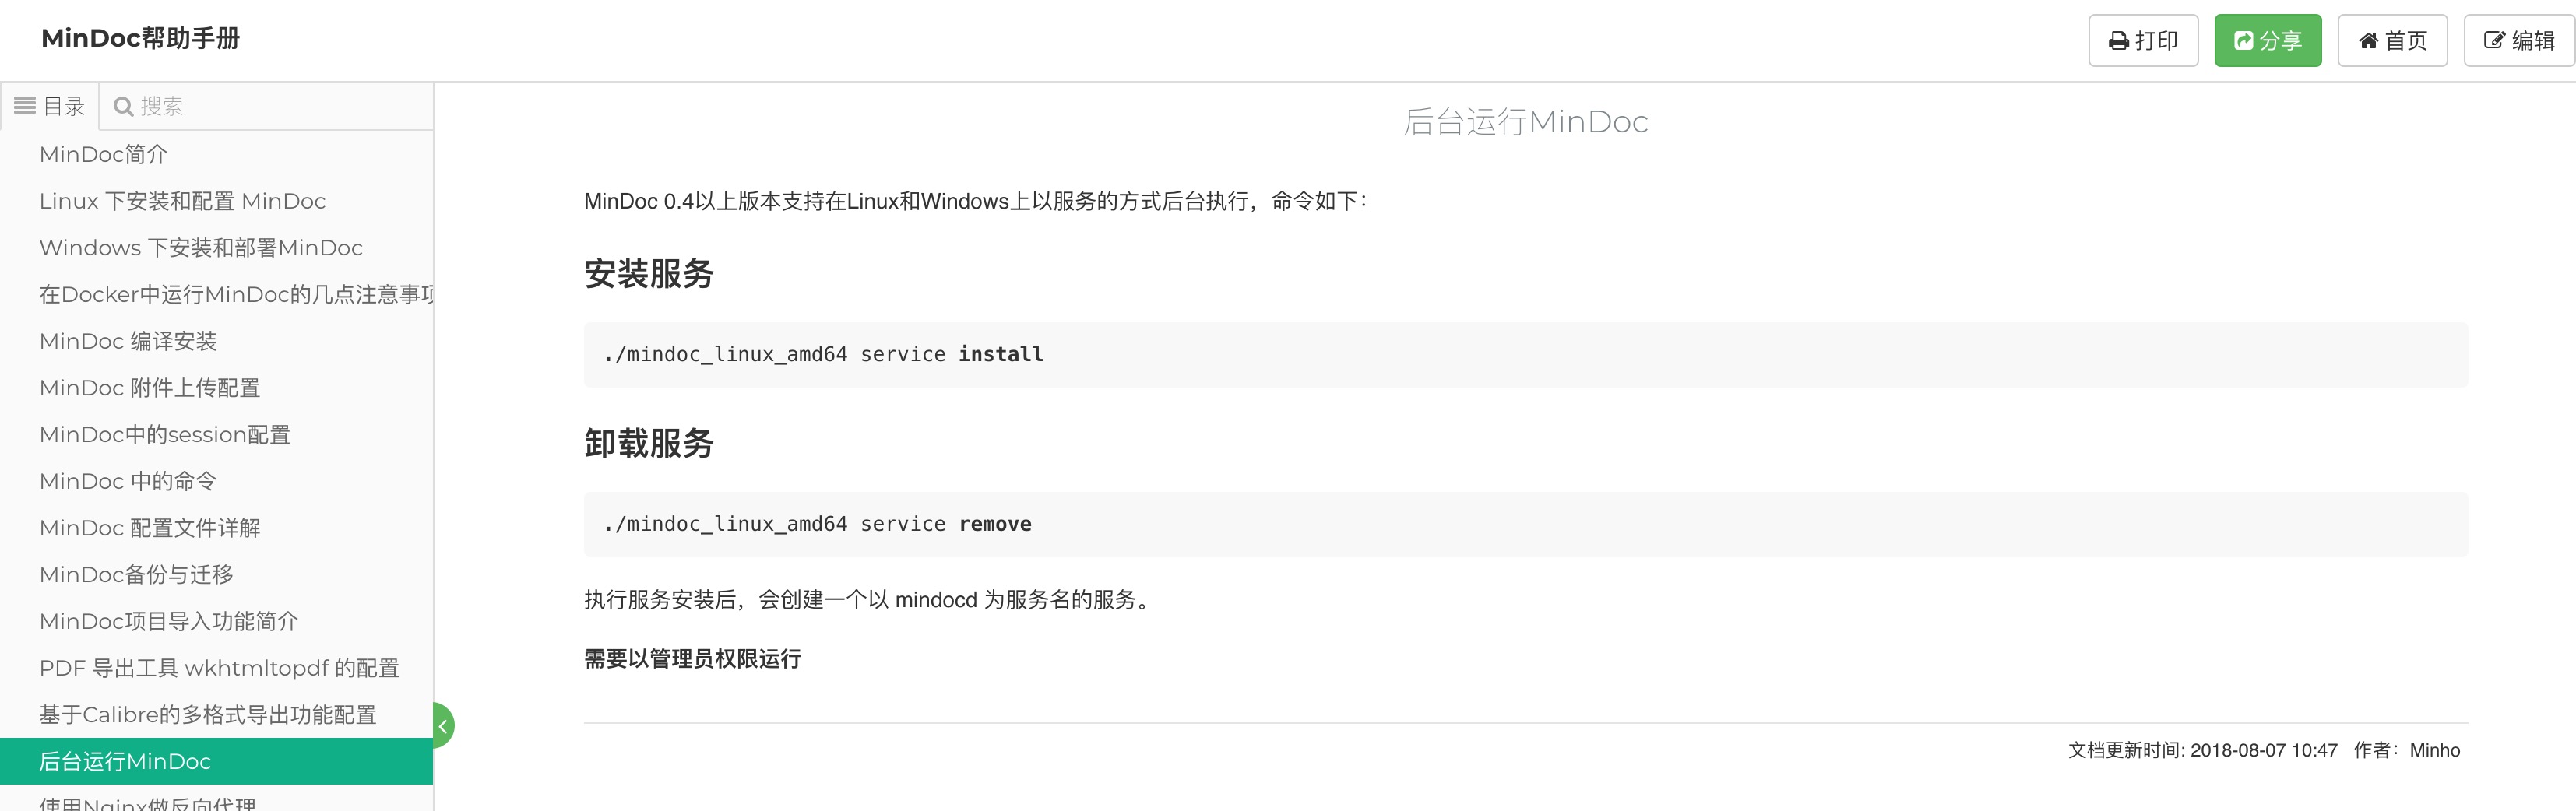 MinDoc帮助手册
打印
分享
首页
编辑
目录
搜索
MinDoc简介
Linux 下安装和配置 MinDoc
Windows 下安装和部署MinDoc
在Docker中运行MinDoc的几点注意事项
MinDoc 编译安装
MinDoc 附件上传配置
MinDoc中的session配置
MinDoc 中的命令
MinDoc 配置文件详解
MinDoc备份与迁移
MinDoc项目导入功能简介
PDF 导出工具 wkhtmltopdf 的配置
基于Calibre的多格式导出功能配置
后台运行MinDoc
使用Nginx做反向代理
后台运行MinDoc
MinDoc 0.4以上版本支持在Linux和Windows上以服务的方式后台执行，命令如下：
安装服务
./mindoc_linux_amd64 service install
卸载服务
./mindoc_linux_amd64 service remove
执行服务安装后，会创建一个以 mindocd 为服务名的服务。
需要以管理员权限运行
文档更新时间: 2018-08-07 10:47 作者：Minho